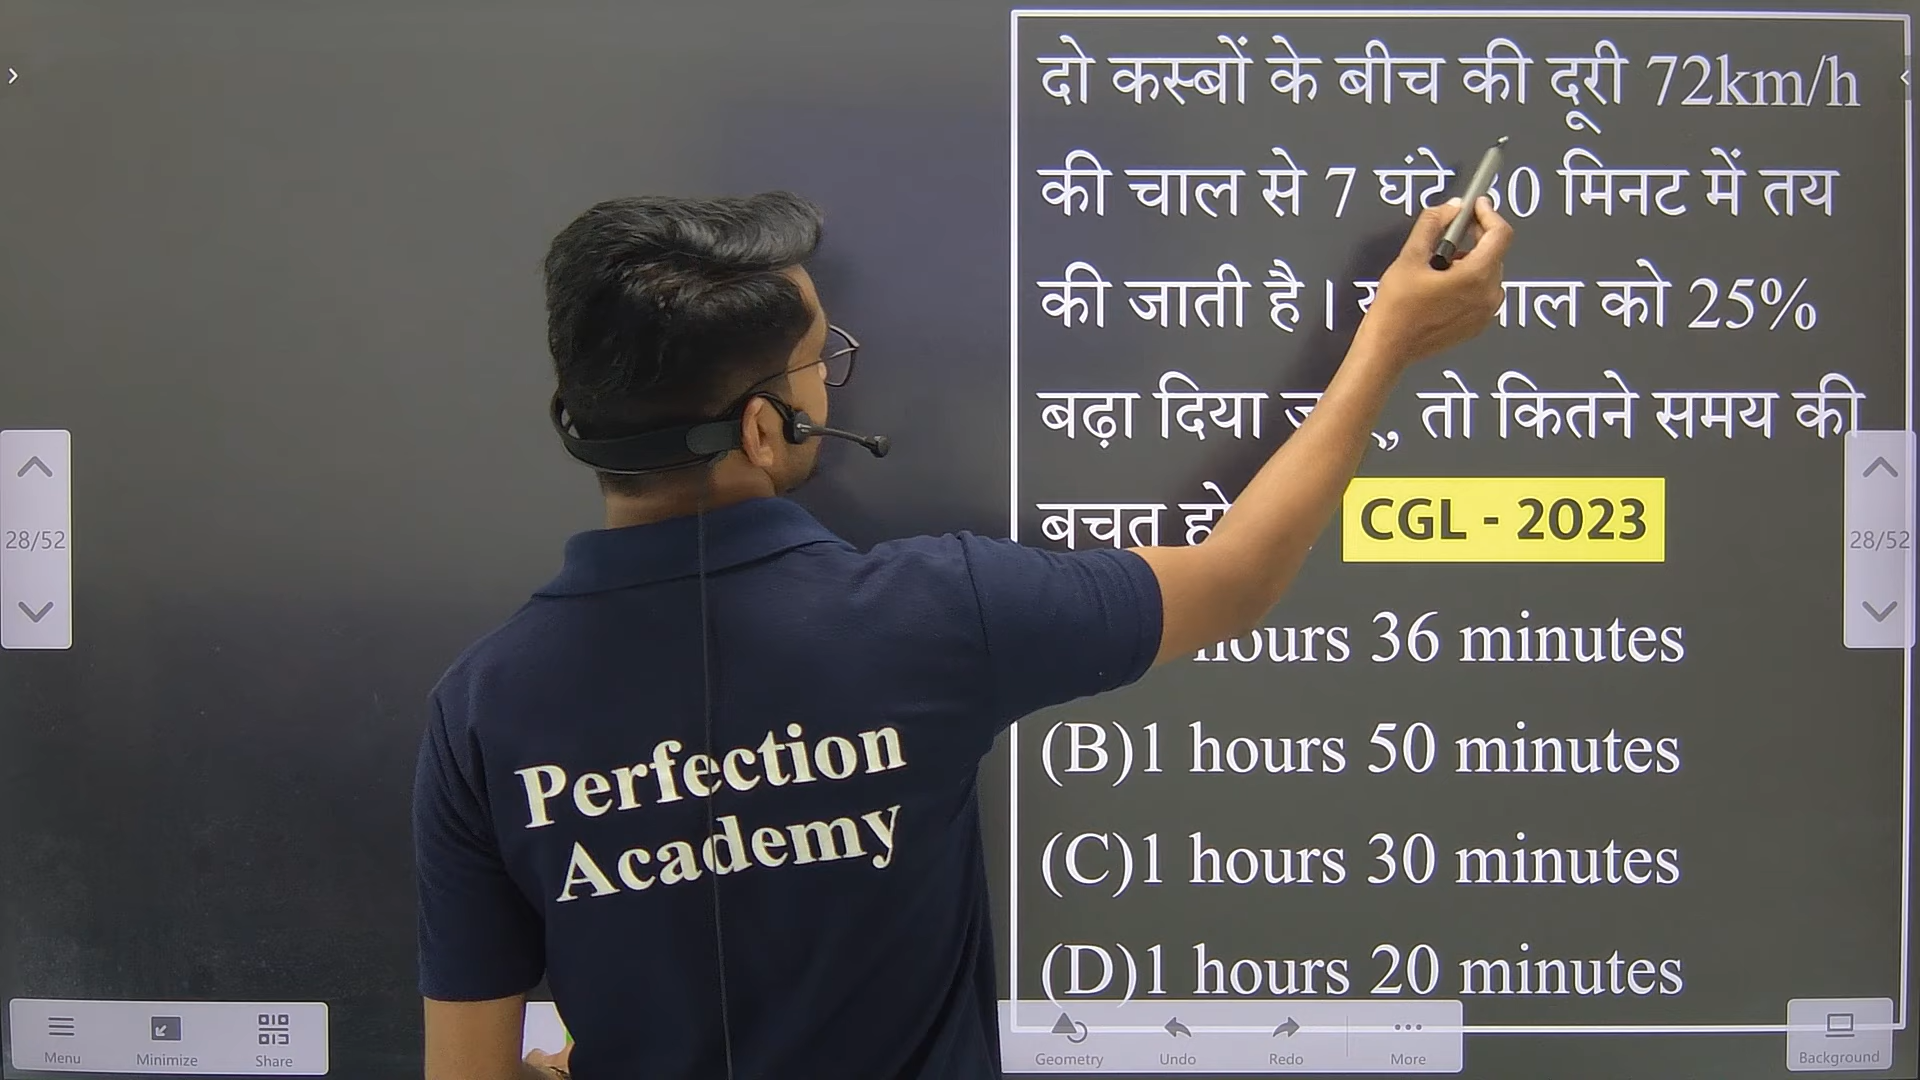 दो कस्बों के बीच की दूरी 72km/h
की चाल से 7 घंटे 30 मिनट में तय
की जाती है। चाल को 25%
बढ़ा दिया तो कितने समय की
बचत
CGL - 2023
hours 36 minutes
(B)1 hours 50 minutes
(C)1 hours 30 minutes
(D)1 hours 20 minutes
Perfection
Academy
28/52
28/52
Menu
Minimize
Share
Geometry
Undo
Redo
More
Background